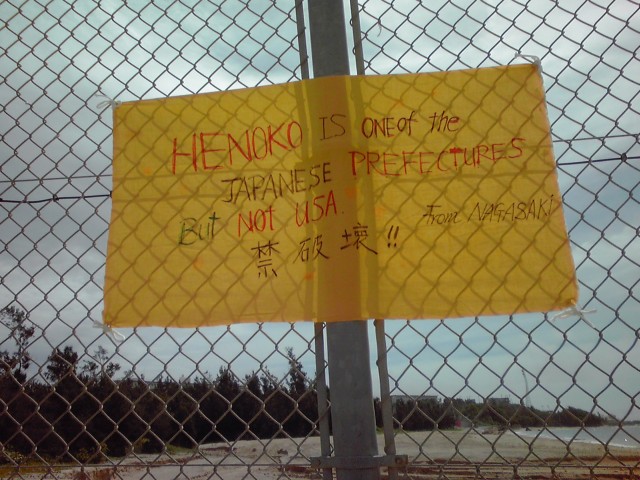 HENOKO IS ONE of the
JAPANESE PREFECTURES
But NOT USA.
From NAGASAKI
禁破壊!!